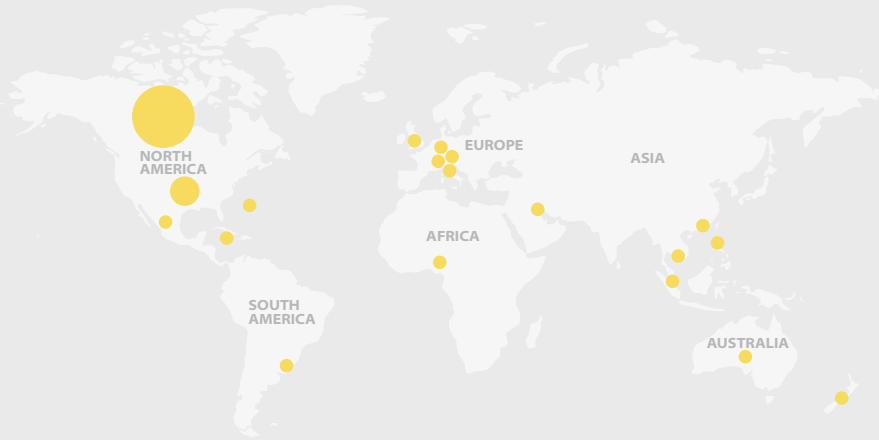 NORTH
AMERICA
EUROPE
ASIA
AFRICA
SOUTH
AMERICA
AUSTRALIA